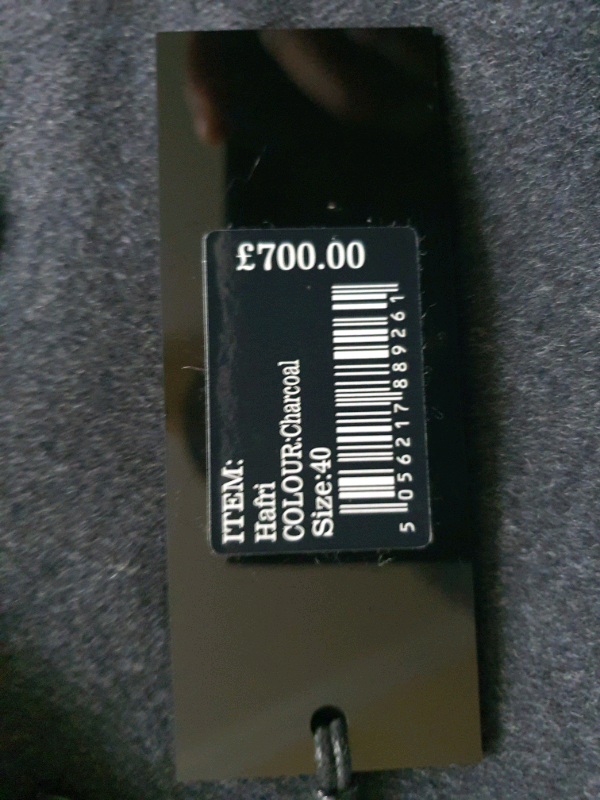 £700.00
ITEM:
Hafri
COLOUR:Charcoal
Size:40
5 056217 889261